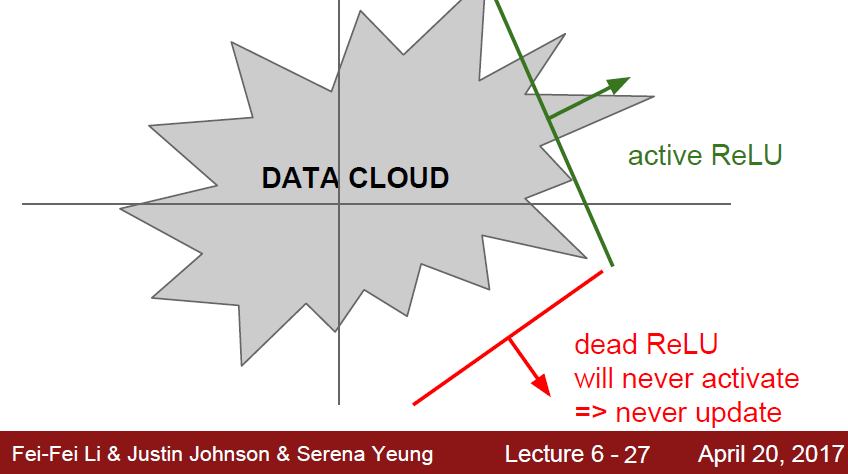 DATA CLOUD
active ReLU
dead ReLU
will never activate
=> never update
Fei-Fei Li & Justin Johnson & Serena Yeung
Lecture 6 - 27
April 20, 2017